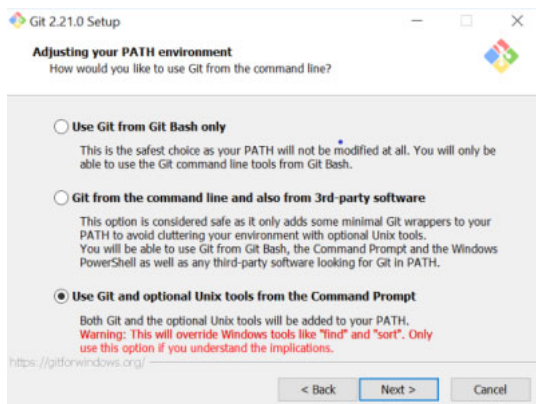 Git 2.21.0 Setup
Adjusting your PATH environment
How would you like to use Git from the command line?
Use Git from Git Bash only
This is the safest choice as your PATH will not be modified at all. You will only be
able to use the Git command line tools from Git Bash.
Git from the command line and also from 3rd-party software
This option is considered safe as it only adds some minimal Git wrappers to your
PATH to avoid cluttering your environment with optional Unix tools.
You will be able to use Git from Git Bash, the Command Prompt and the Windows
PowerShell as well as any third-party software looking for Git in PATH.
Use Git and optional Unix tools from the Command Prompt
Both Git and the optional Unix tools will be added to your PATH.
Warning: This will override Windows tools like "find" and "sort". Only
use this option if you understand the implications.
https://gitforwindows.org/
< Back Next > Cancel